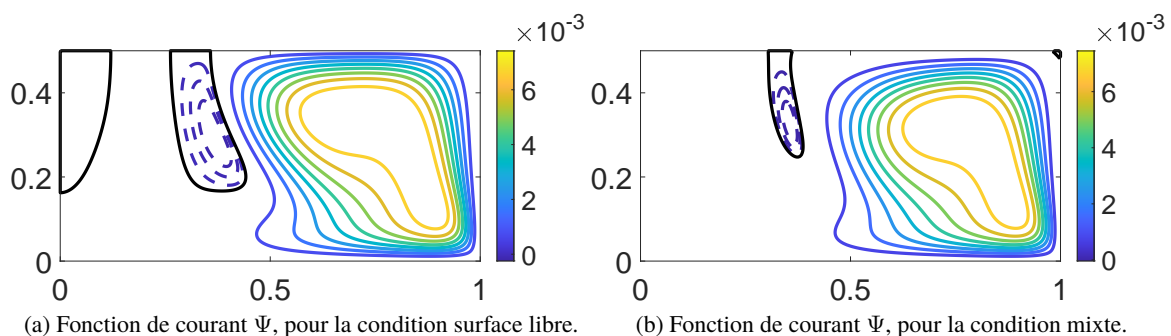 ×10⁻³ ×10⁻³
0.4 6 0.4 6
0.2 4 0.2 4
2 2
0 0 0 0
0 0.5 1 0 0.5 1
(a) Fonction de courant Ψ, pour la condition surface libre. (b) Fonction de courant Ψ, pour la condition mixte.